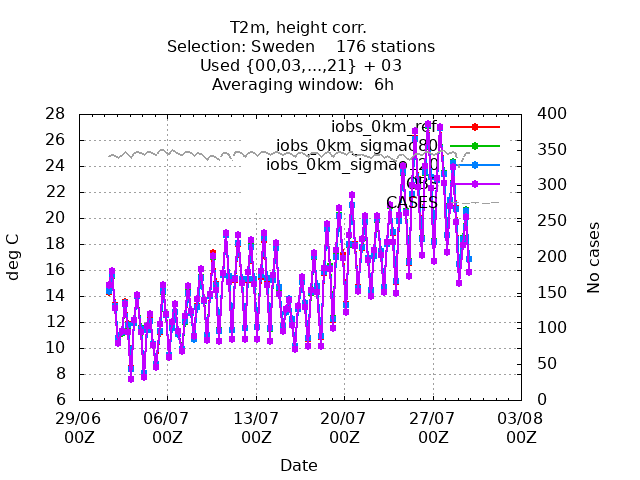 T2m, height corr.
Selection: Sweden 176 stations
Used {00,03,...,21} + 03
Averaging window: 6h
28
26
24
22
20
18
16
14
12
10
8
6
400
350
300
250
200
150
100
50
0
iobs_0km_ref
iobs_0km_sigmac80
OBS
CASES
deg C
No cases
29/06 06/07 13/07 20/07 27/07 03/08
00Z 00Z 00Z 00Z 00Z 00Z
Date